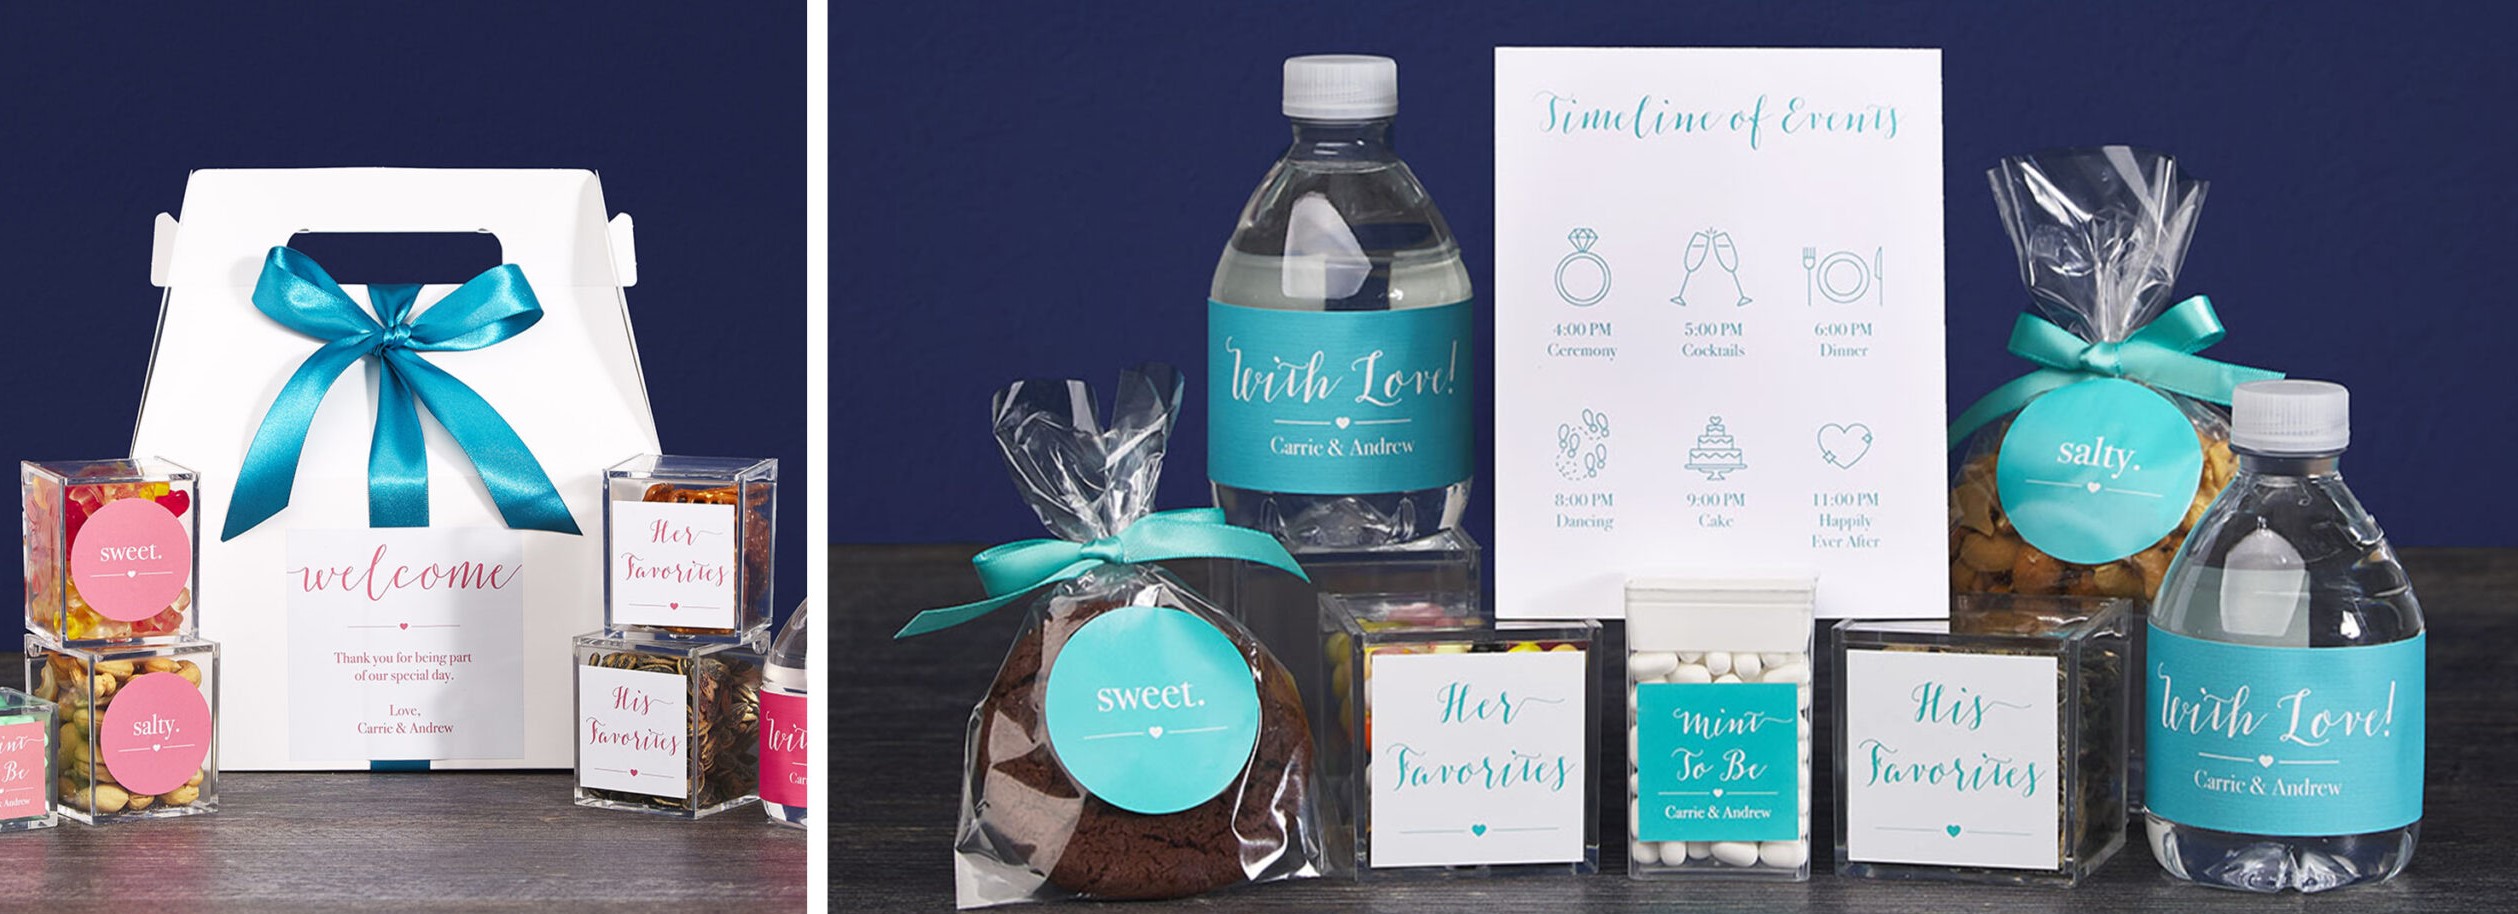 sweet.
salty.
Be
& Andrew
welcome
Thank you for being part
of our special day.
Love,
Carrie & Andrew
Her
Favorites
His
Favorites
With Love!
Carrie & Andrew
Timeline of Events
4:00 PM
Ceremony
5:00 PM
Cocktails
6:00 PM
Dinner
8:00 PM
Dancing
9:00 PM
Cake
11:00 PM
Happily
Ever After
salty.
sweet.
Her
Favorites
Mint
To Be
Carrie & Andrew
His
Favorites
With Love!
Carrie & Andrew